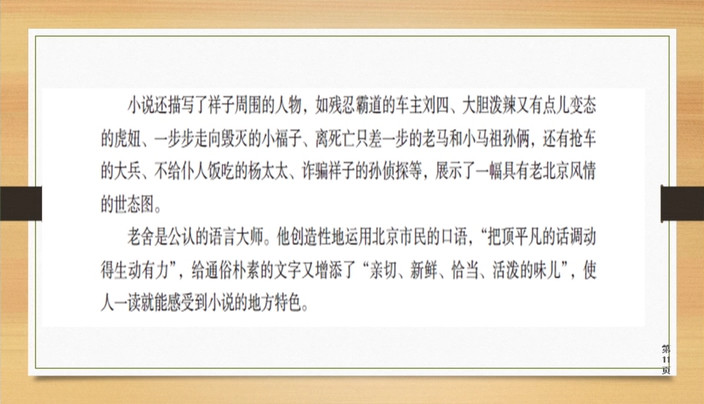 小说还描写了祥子周围的人物，如残忍霸道的车主刘四、大胆泼辣又有点儿变态
的虎妞、一步步走向毁灭的小福子、离死亡只差一步的老马和小马祖孙俩，还有抢车
的大兵、不给仆人饭吃的杨太太、诈骗祥子的孙侦探等，展示了一幅具有老北京风情
的世态图。
老舍是公认的语言大师。他创造性地运用北京市民的口语，“把顶平凡的话调动
得生动有力”，给通俗朴素的文字又增添了“亲切、新鲜、恰当、活泼的味儿”，使
人一读就能感受到小说的地方特色。
第
11
页